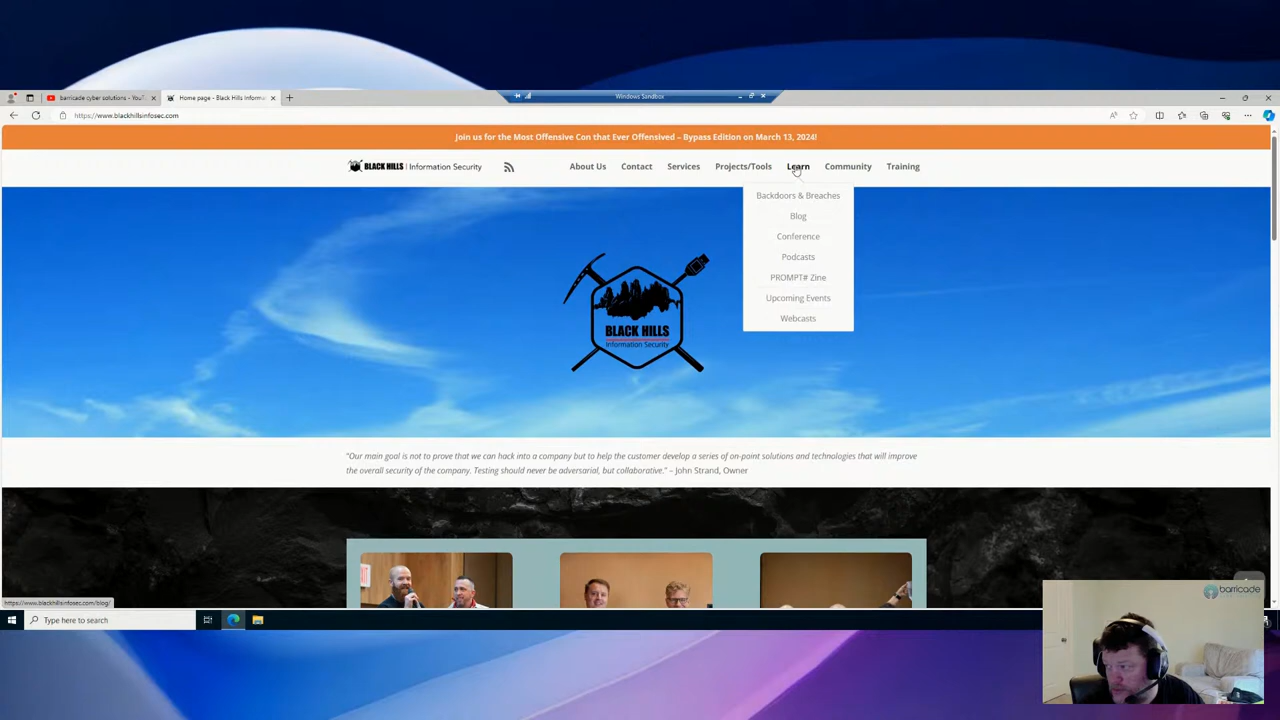 Windows Sandbox
barricade cyber solutions - YouT
Home page - Black Hills Informa
https://www.blackhillsinfosec.com
Join us for the Most Offensive Con that Ever Offensived – Bypass Edition on March 13, 2024!
BLACK HILLS | Information Security
About Us
Contact
Services
Projects/Tools
Learn
Community
Training
Backdoors & Breaches
Blog
Conference
Podcasts
PROMPT# Zine
Upcoming Events
Webcasts
BLACK HILLS
Information Security
"Our main goal is not to prove that we can hack into a company but to help the customer develop a series of on-point solutions and technologies that will improve
the overall security of the company. Testing should never be adversarial, but collaborative." – John Strand, Owner
https://www.blackhillsinfosec.com/blog/
Type here to search
barricade